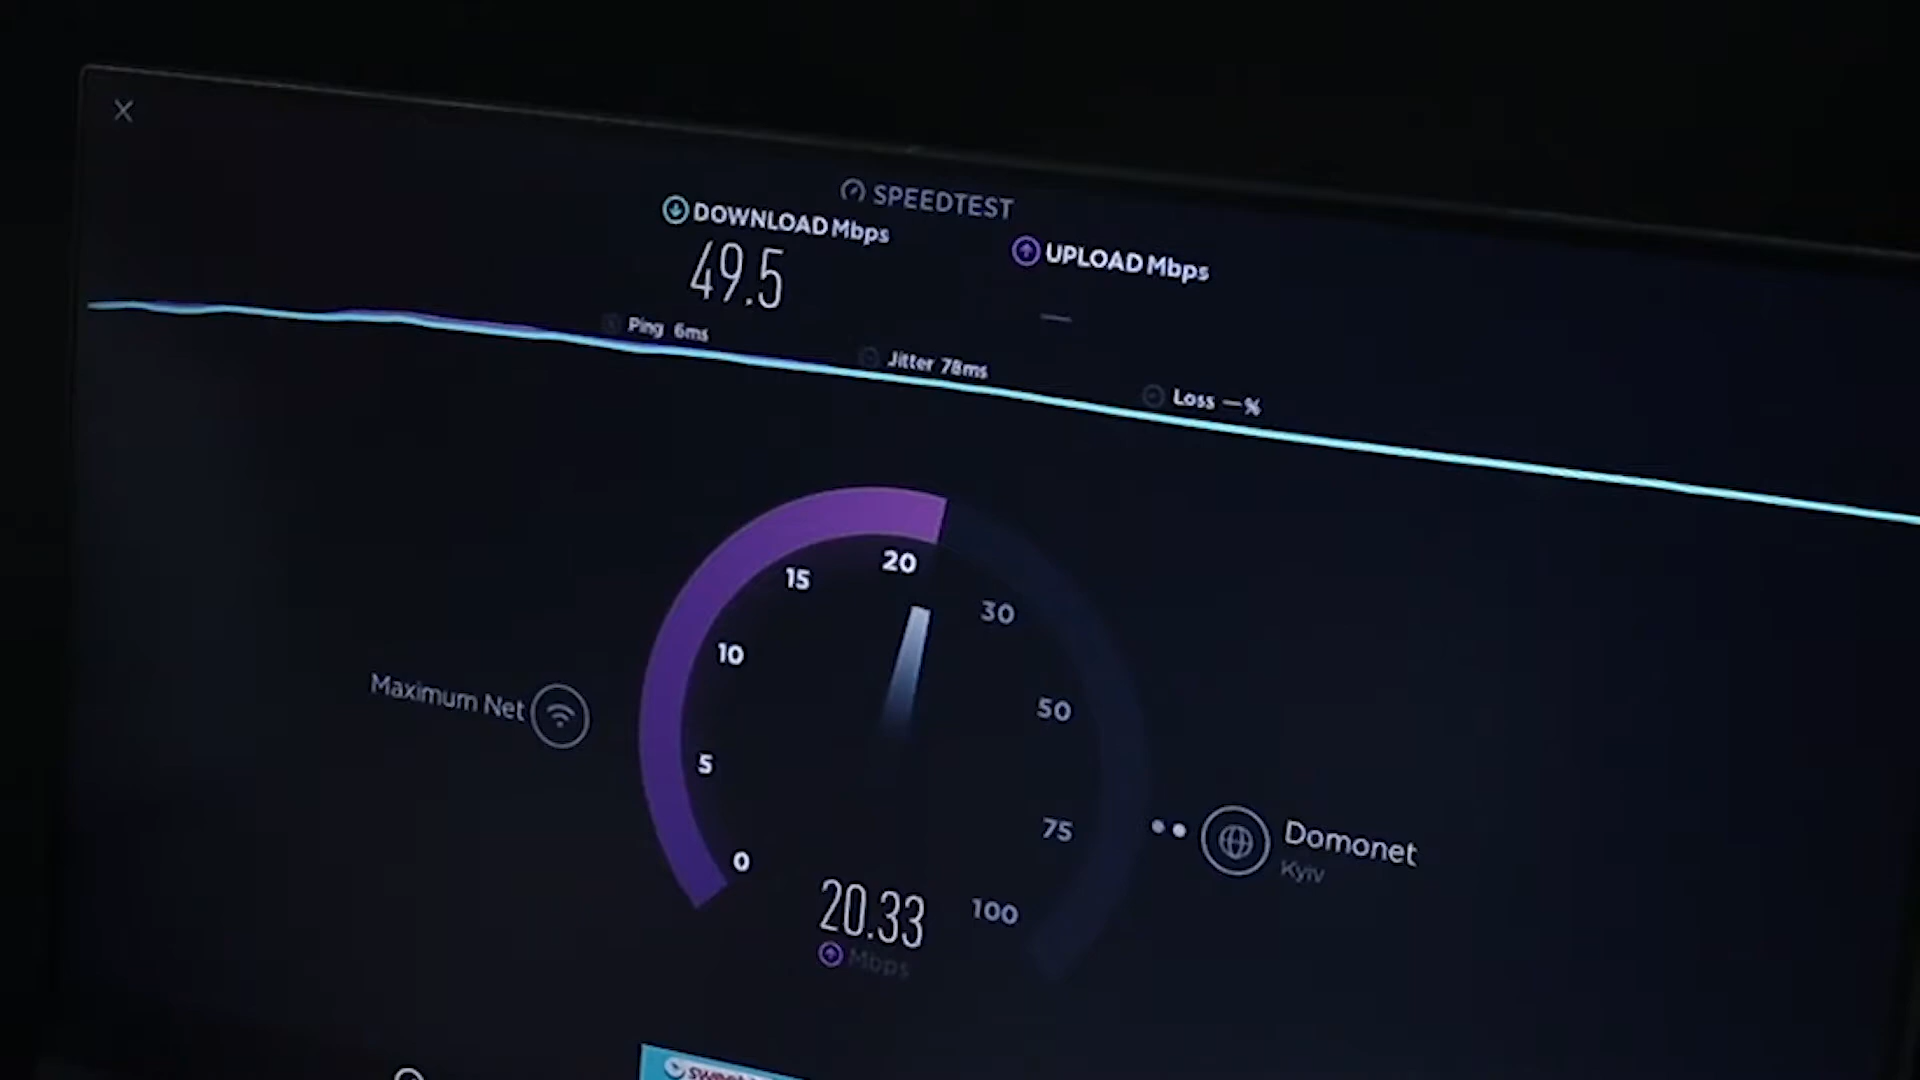 SPEEDTEST
DOWNLOAD Mbps
49.5
UPLOAD Mbps
—
Ping 6ms
Jitter 78ms
Loss —%
20
15
30
10
50
5
75
0
100
Maximum Net
Domonet
Kyiv
20.33
Mbps